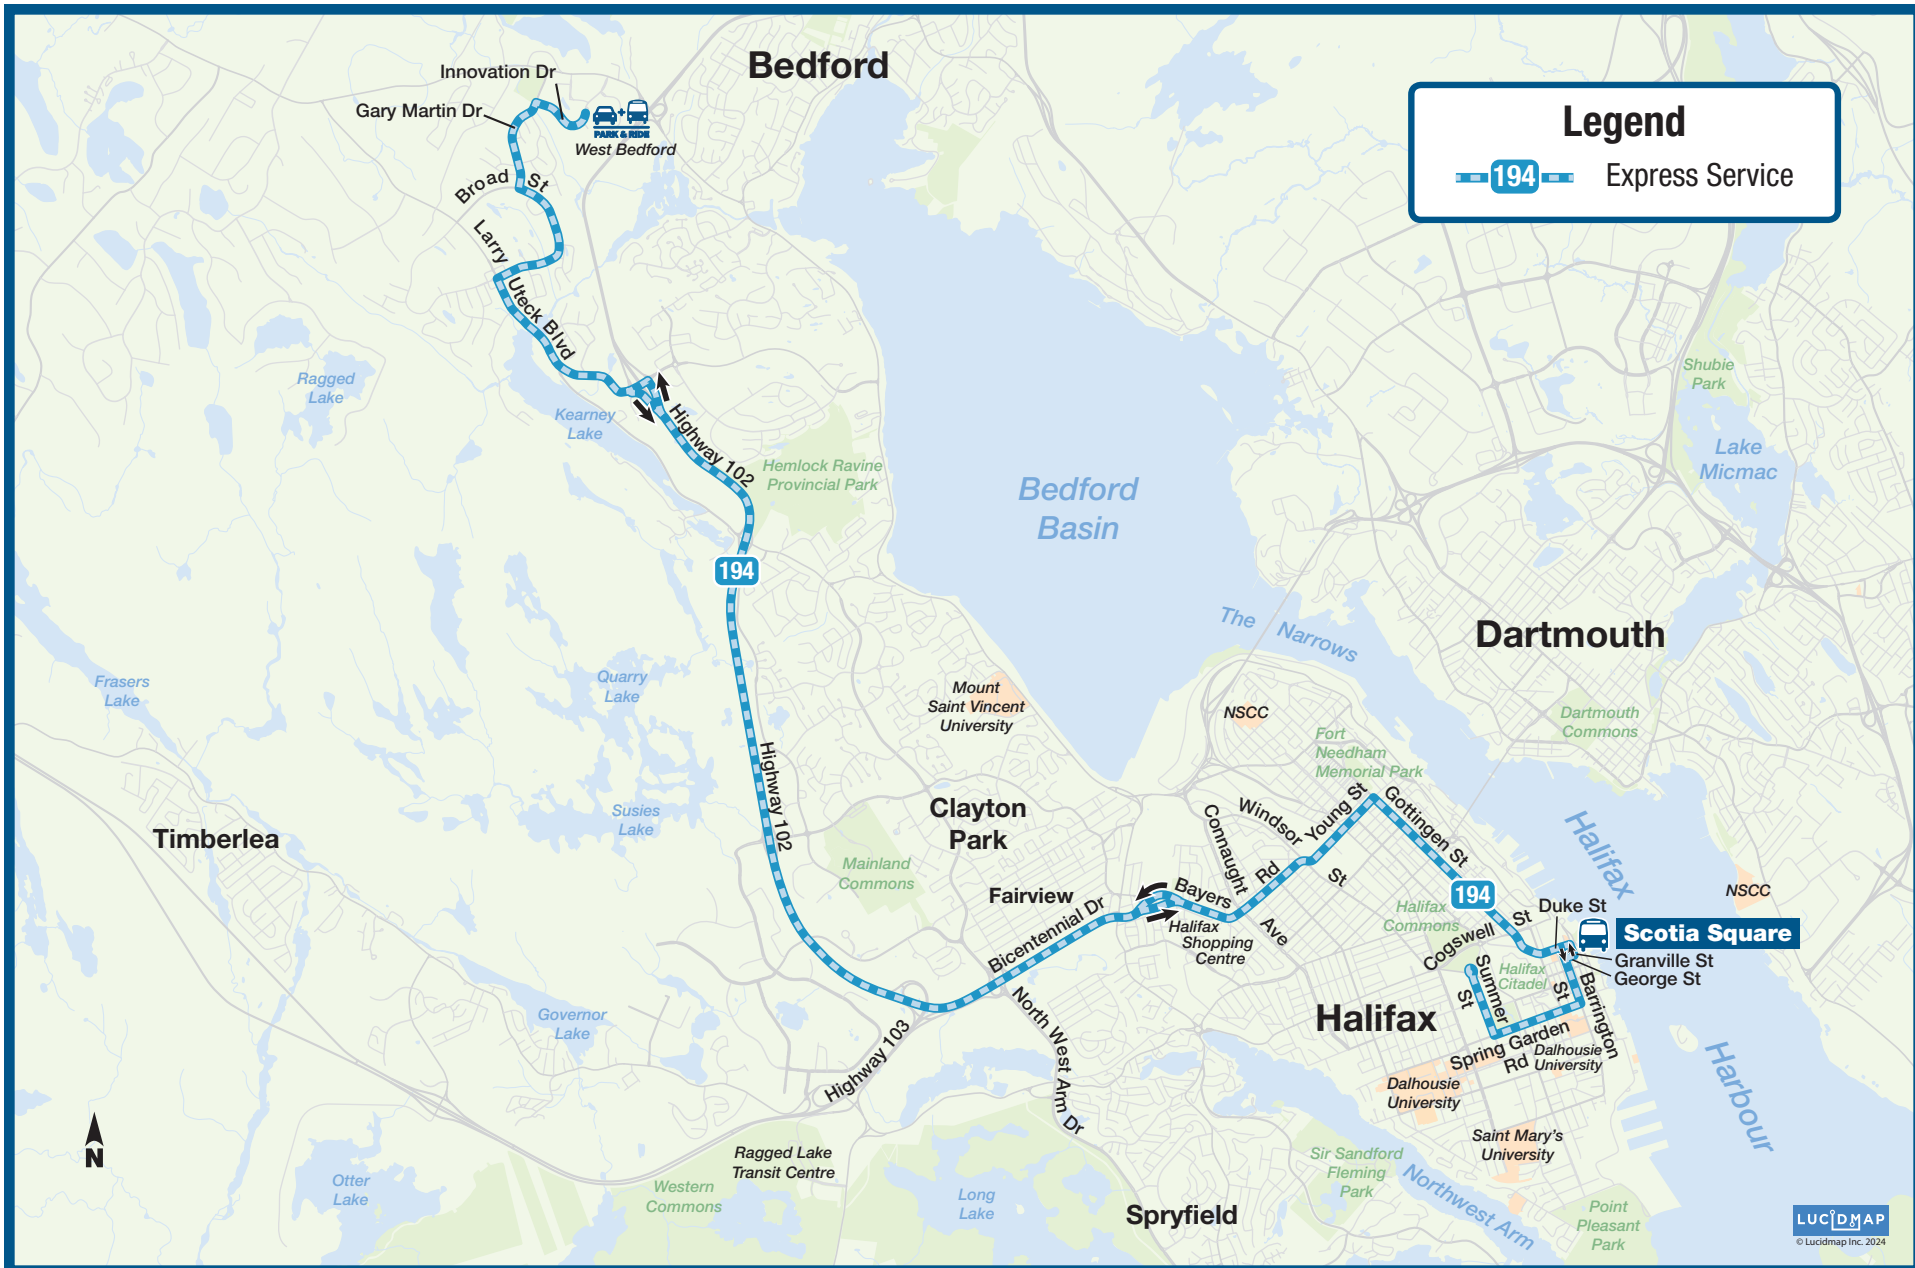 Bedford
Innovation Dr
Gary Martin Dr
PARK & RIDE
West Bedford
Legend
194
Express Service
Broad St
Larry Uteck Blvd
Ragged
Lake
Kearney
Lake
Highway 102
Hemlock Ravine
Provincial Park
Shubie
Park
Lake
Micmac
Bedford
Basin
194
The Narrows
Dartmouth
Frasers
Lake
Quarry
Lake
Mount
Saint Vincent
University
NSCC
Dartmouth
Commons
Fort
Needham
Memorial Park
Highway 102
Susies
Lake
Timberlea
Clayton
Park
Mainland
Commons
Fairview
Connaught Ave
Windsor St
Young St
Gottingen St
Halifax Harbour
Bayers Rd
194
NSCC
Bicentennial Dr
Halifax
Shopping
Centre
Halifax
Commons
Cogswell St
Duke St
Scotia Square
Granville St
George St
Halifax
Citadel
Summer St
Barrington St
Halifax
Spring Garden Rd
Dalhousie
University
Dalhousie
University
Governor
Lake
North West Arm Dr
Highway 103
N
Ragged Lake
Transit Centre
Saint Mary's
University
Otter
Lake
Western
Commons
Long
Lake
Sir Sandford
Fleming
Park
Northwest Arm
Spryfield
Point
Pleasant
Park
LUCIDMAP
© Lucidmap Inc. 2024